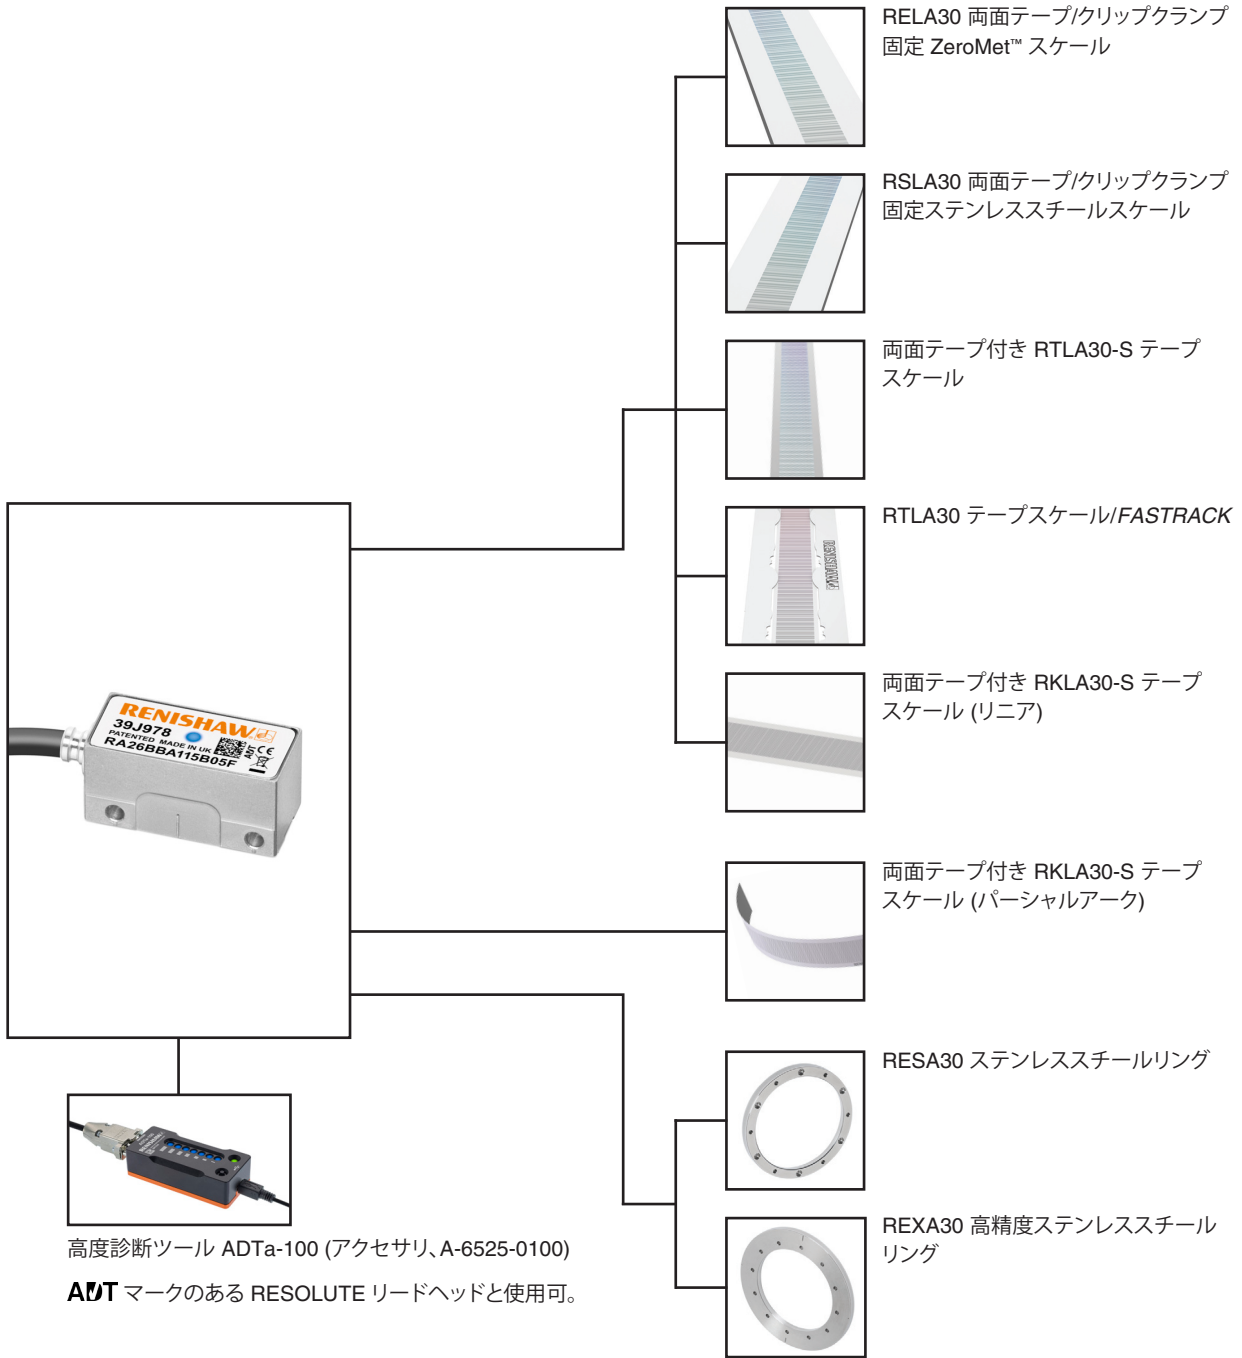 RELA30 両面テープ/クリップクランプ
固定 ZeroMet™ スケール
RSLA30 両面テープ/クリップクランプ
固定ステンレススチールスケール
両面テープ付き RTLA30-S テープ
スケール
RTLA30 テープスケール/FASTRACK
RENISHAW
両面テープ付き RKLA30-S テープ
スケール (リニア)
RENISHAW
39J978
PATENTED MADE IN UK
ADT CE
RA26BBA115B05F
両面テープ付き RKLA30-S テープ
スケール (パーシャルアーク)
RESA30 ステンレススチールリング
REXA30 高精度ステンレススチール
リング
高度診断ツール ADTa-100 (アクセサリ、A-6525-0100)
ADT マークのある RESOLUTE リードヘッドと使用可。